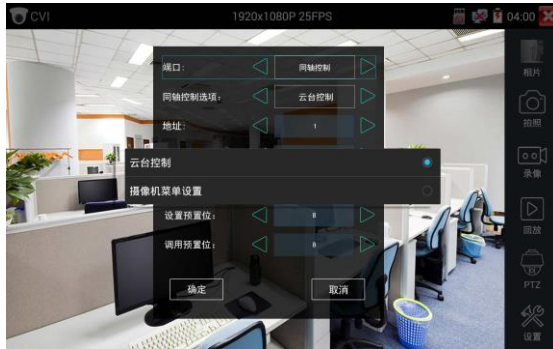 CVI 1920x1080P 25FPS 04:00
端口: 同轴控制
同轴控制选项: 云台控制
地址: 1
云台控制
摄像机菜单设置
设置预置位: 0
调用预置位: 0
确定 取消
相片
拍照
录像
回放
PTZ
设置